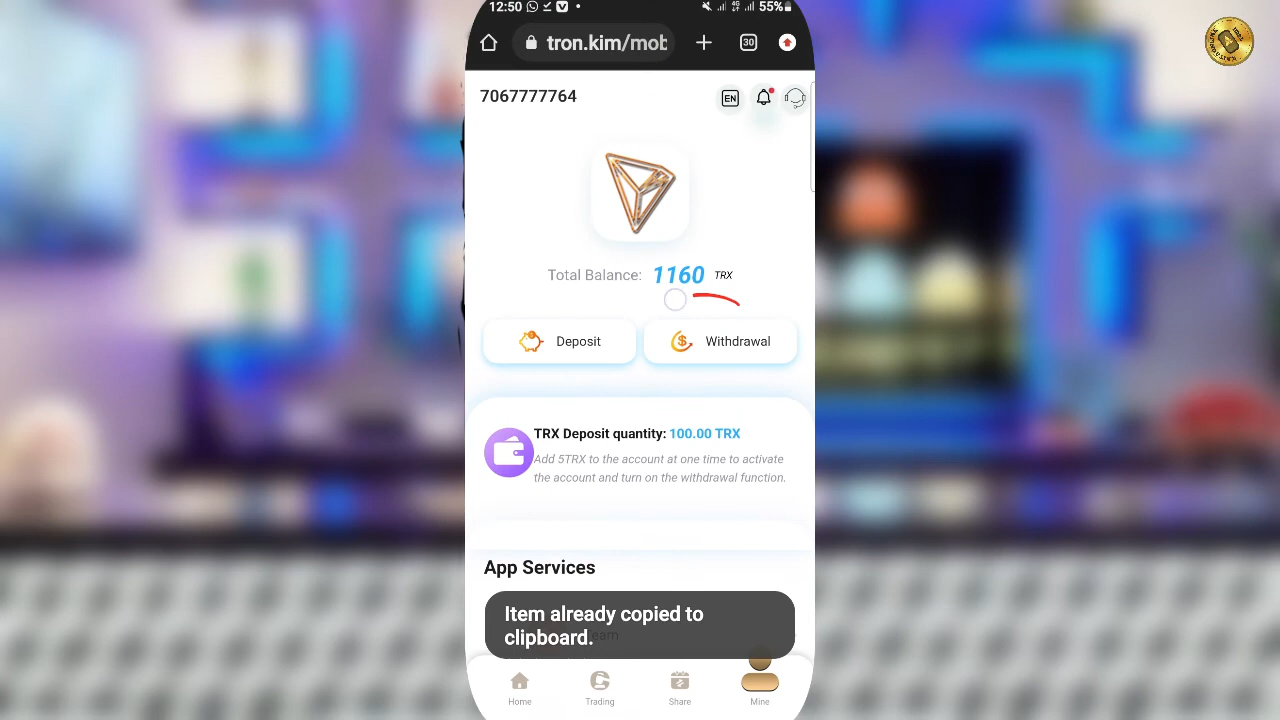 12:50
55%
tron.kim/mob
30
7067777764
EN
Total Balance: 1160 TRX
Deposit
Withdrawal
TRX Deposit quantity: 100.00 TRX
Add 5TRX to the account at one time to activate
the account and turn on the withdrawal function.
App Services
Item already copied to
clipboard.
Home
Trading
Share
Mine